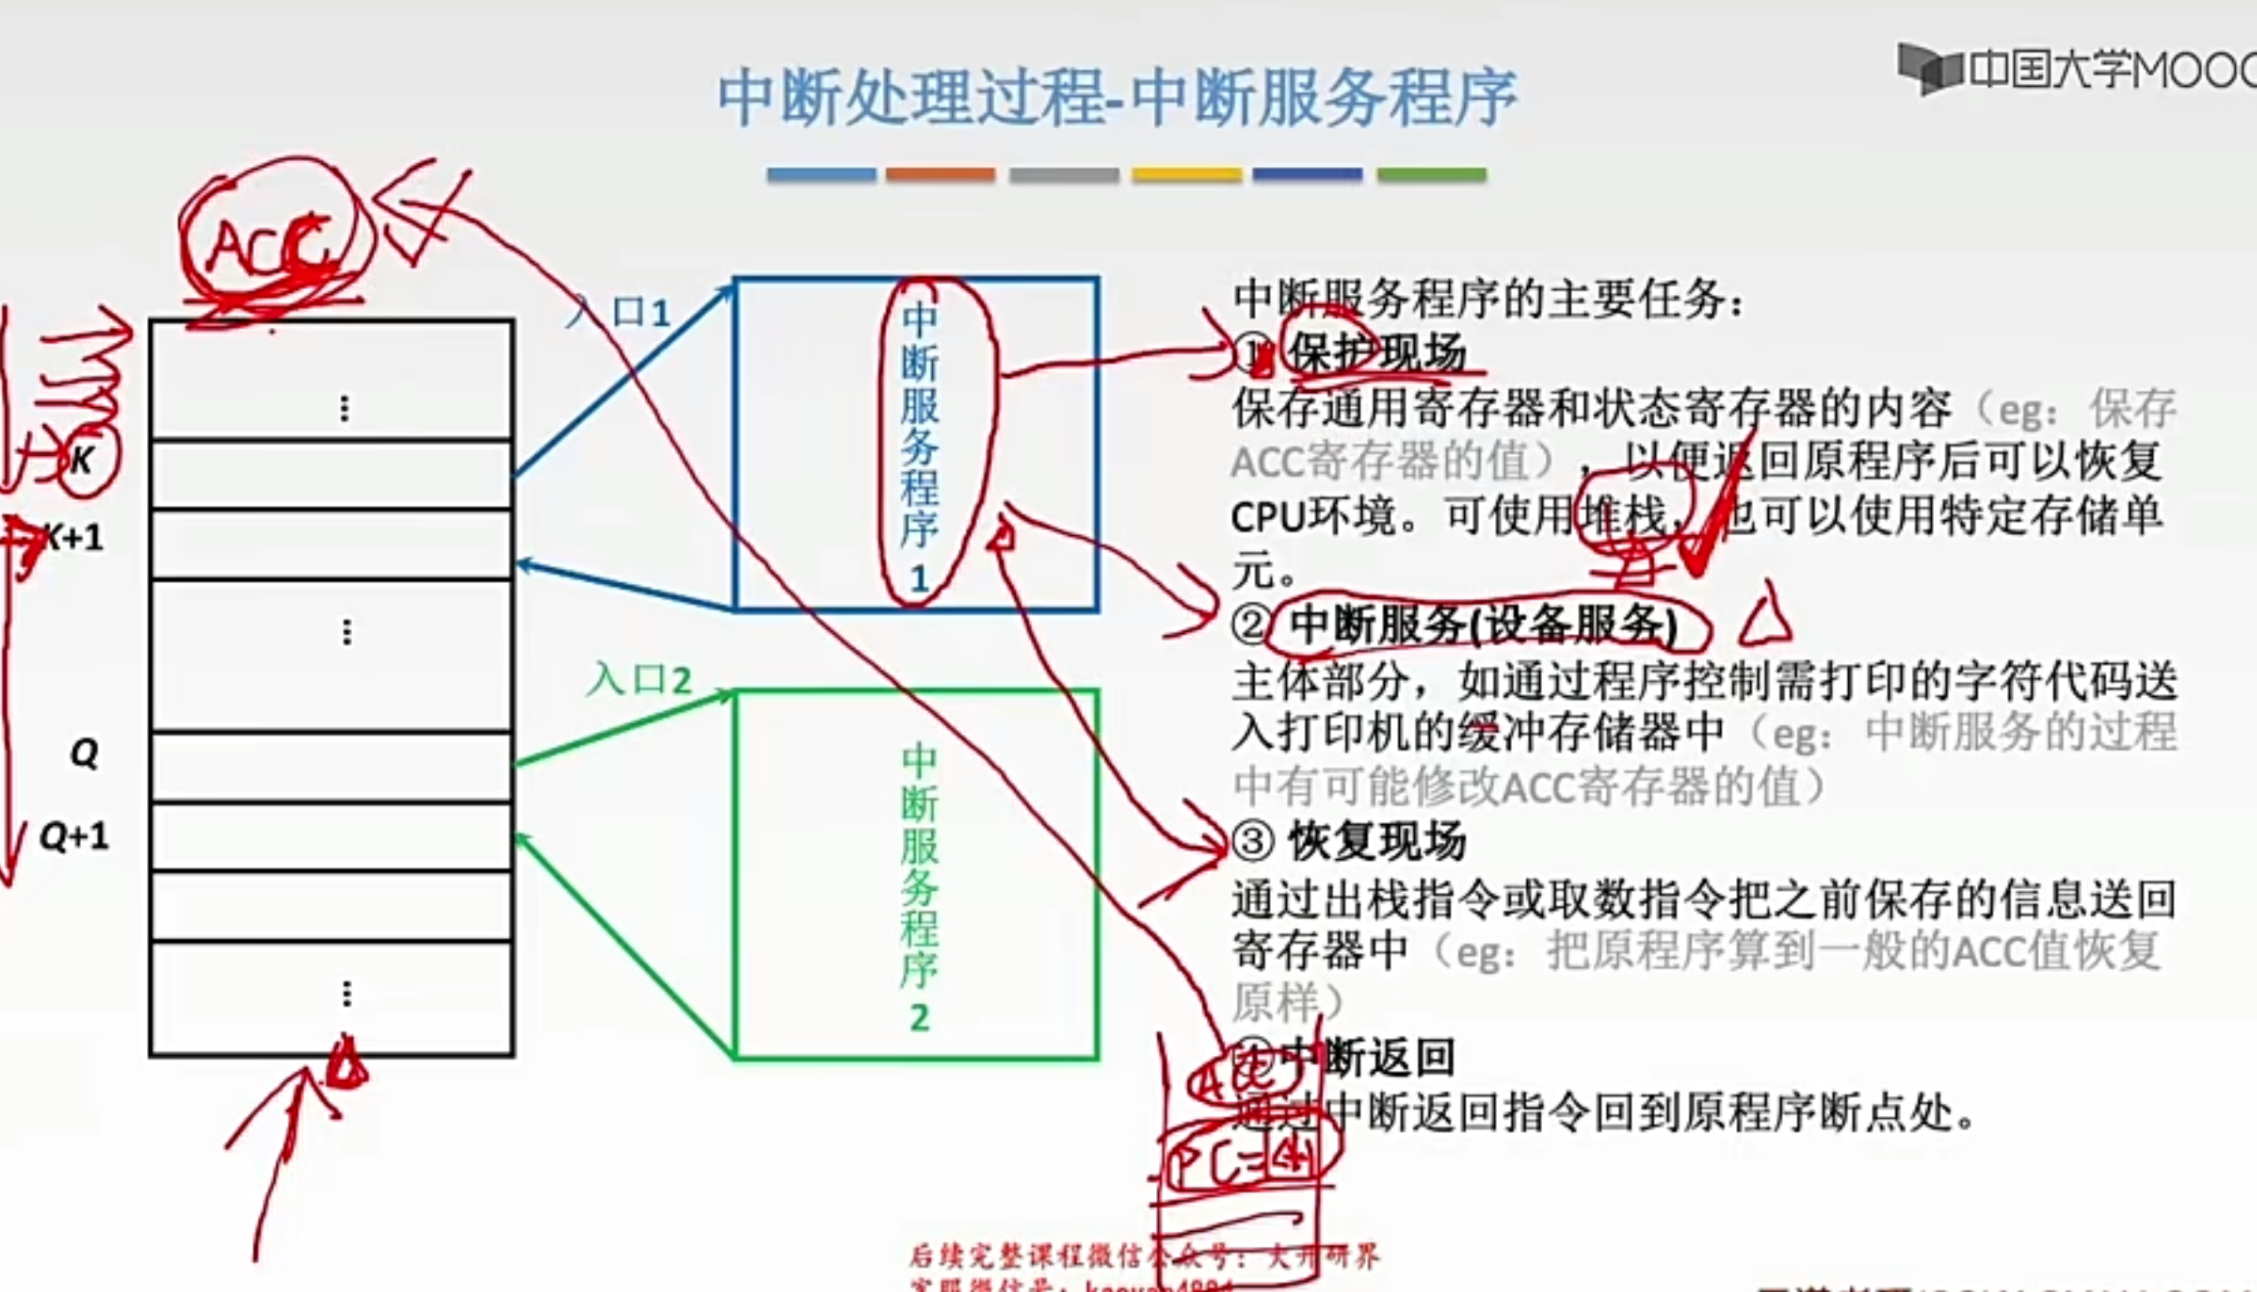 中断处理过程-中断服务程序
中国大学MOOC
ACC
入口1
K
K+1
Q
Q+1
中断服务程序1
入口2
中断服务程序2
中断服务程序的主要任务：
① 保护现场
保存通用寄存器和状态寄存器的内容（eg：保存
ACC寄存器的值），以便返回原程序后可以恢复
CPU环境。可使用堆栈，也可以使用特定存储单
元。
② 中断服务(设备服务)
主体部分，如通过程序控制需打印的字符代码送
入打印机的缓冲存储器中（eg：中断服务的过程
中有可能修改ACC寄存器的值）
③ 恢复现场
通过出栈指令或取数指令把之前保存的信息送回
寄存器中（eg：把原程序算到一般的ACC值恢复
原样）
④中断返回
通过中断返回指令回到原程序断点处。
ACC
PC=
后续完整课程微信公众号：大开研界
客服微信号：